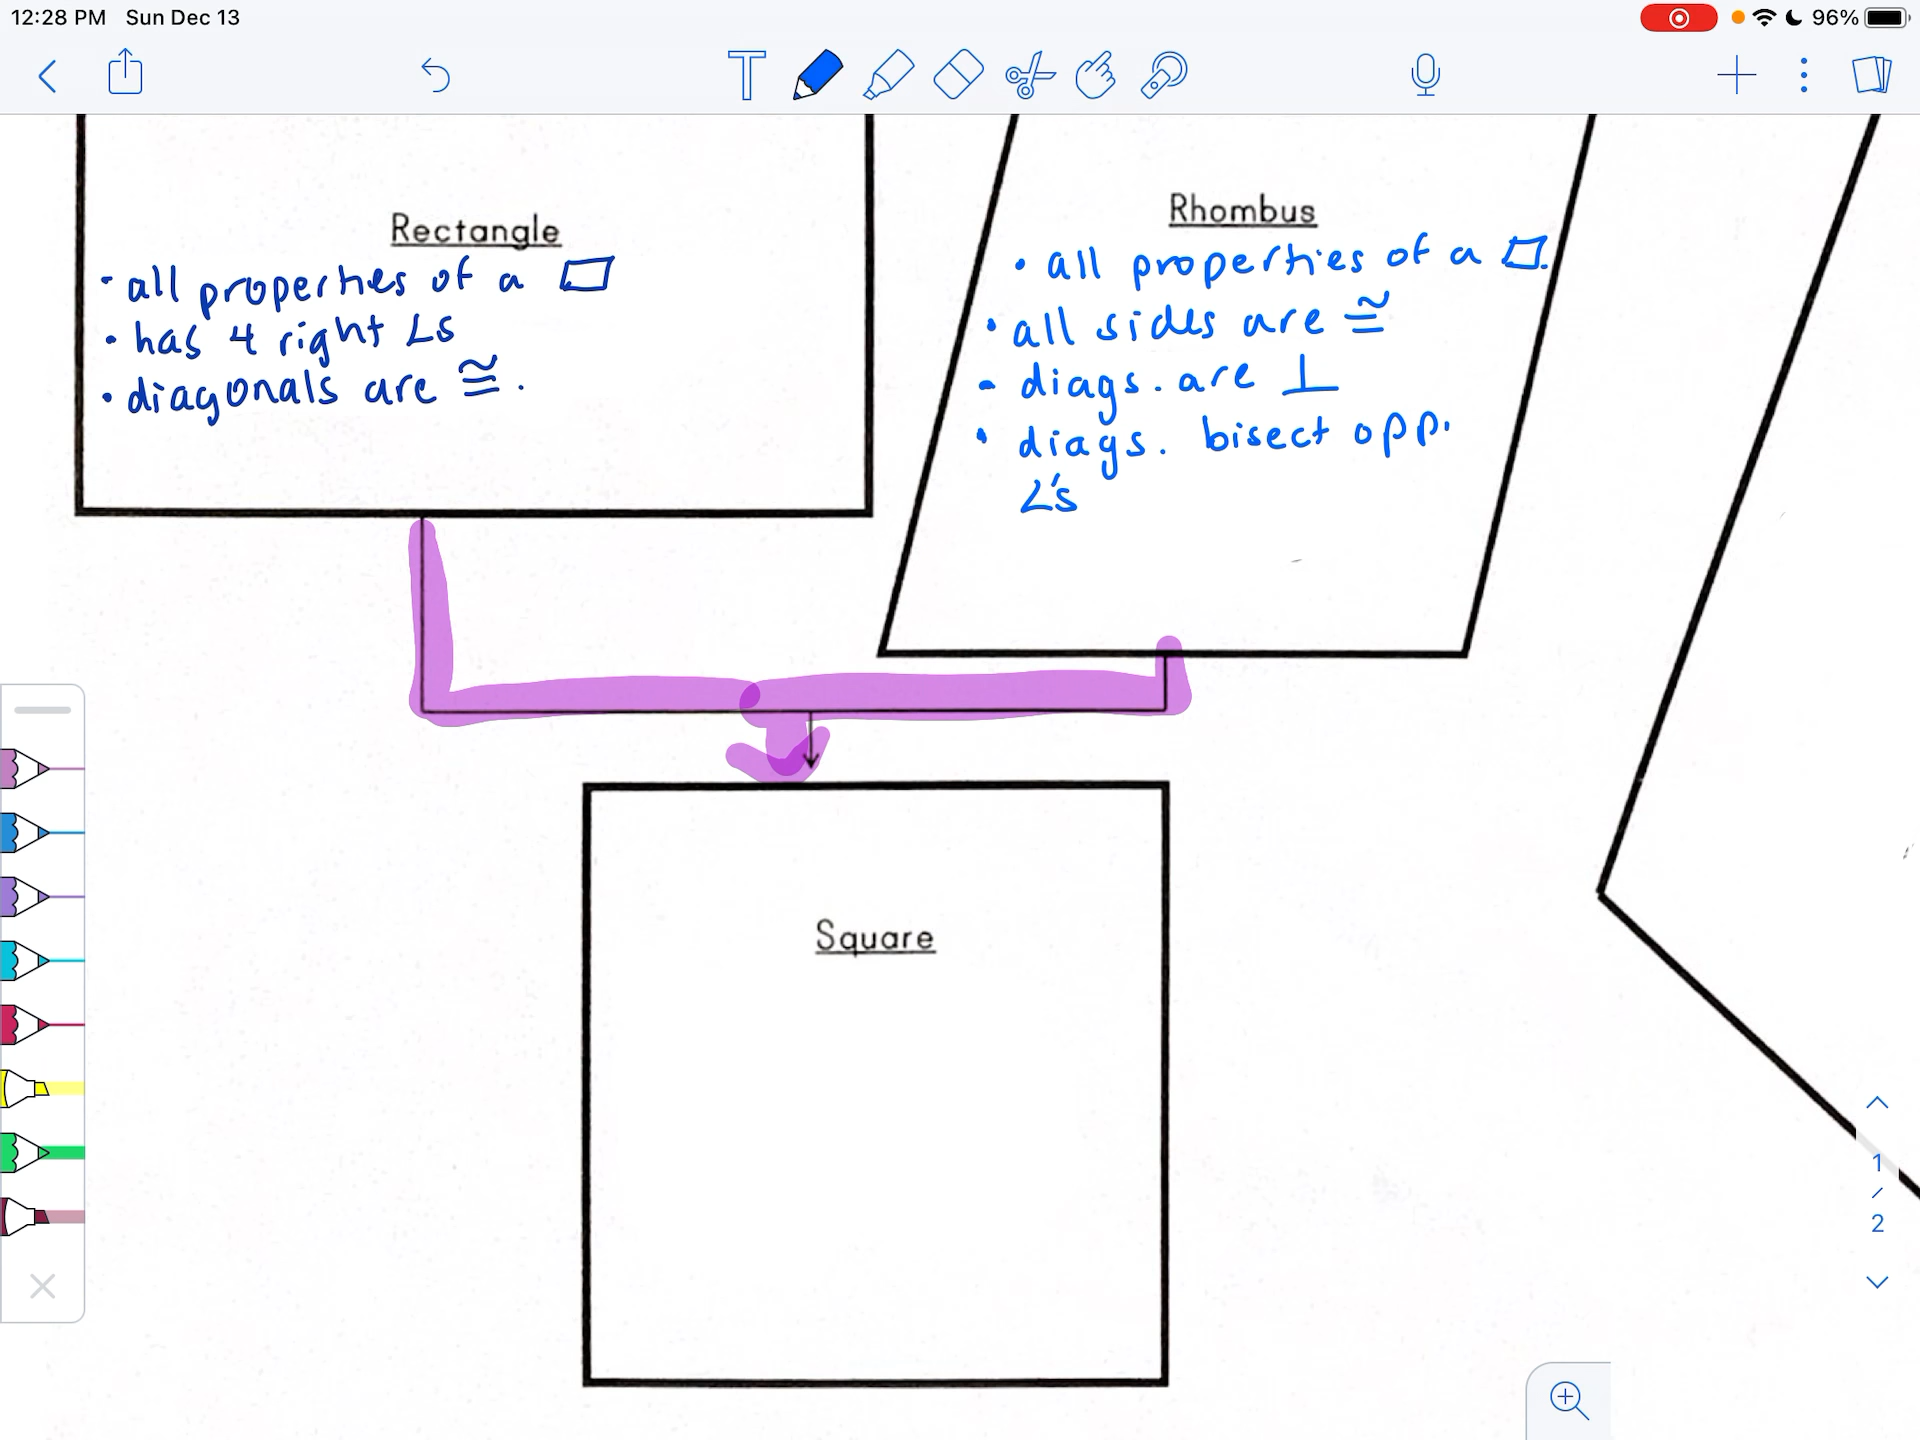 12:28 PM Sun Dec 13
96%
Rectangle
• all properties of a ▱
• has 4 right ∠s
• diagonals are ≅.
Rhombus
• all properties of a ▱.
• all sides are ≅
• diags. are ⊥
• diags. bisect opp.
∠'s
Square
1
/
2